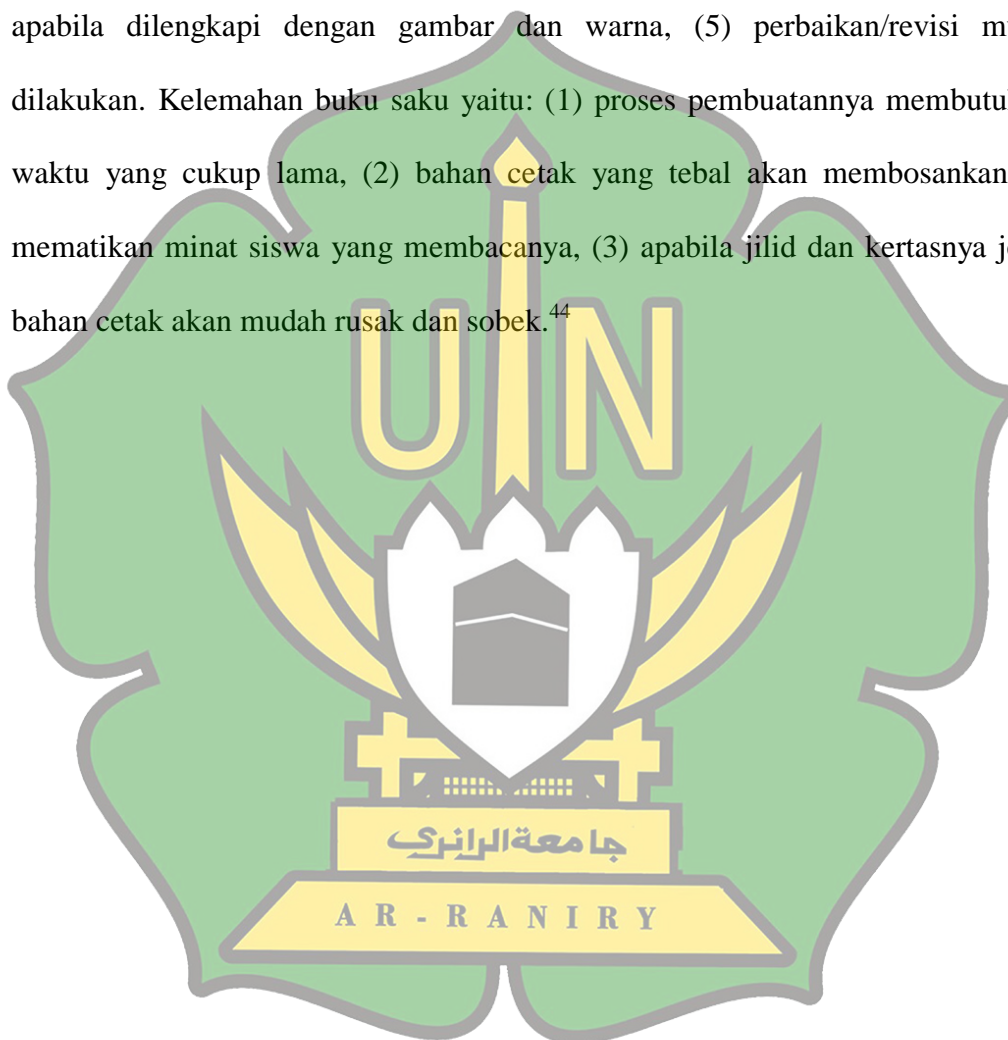 apabila dilengkapi dengan gambar dan warna, (5) perbaikan/revisi
dilakukan. Kelemahan buku saku yaitu: (1) proses pembuatannya
waktu yang cukup lama, (2) bahan cetak yang tebal akan membosankan
mematikan minat siswa yang membacanya, (3) apabila jilid dan kertasnya
bahan cetak akan mudah rusak dan sobek.44
UIN
جامعةالرانري
AR-RANIRY